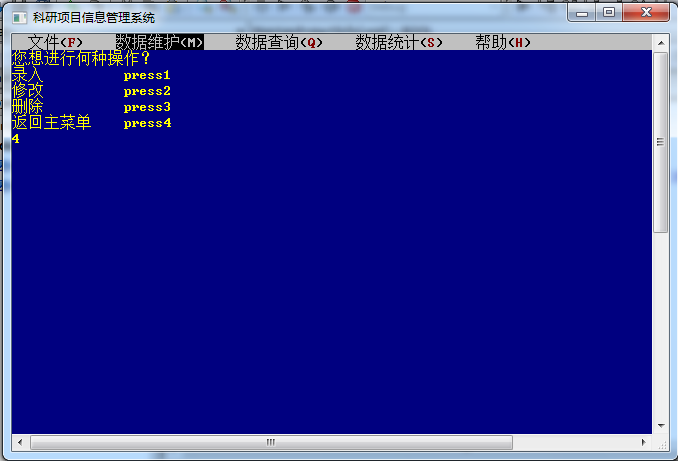 科研项目信息管理系统
文件(F) 数据维护(M) 数据查询(Q) 数据统计(S) 帮助(H)
您想进行何种操作?
录入 press1
修改 press2
删除 press3
返回主菜单 press4
4